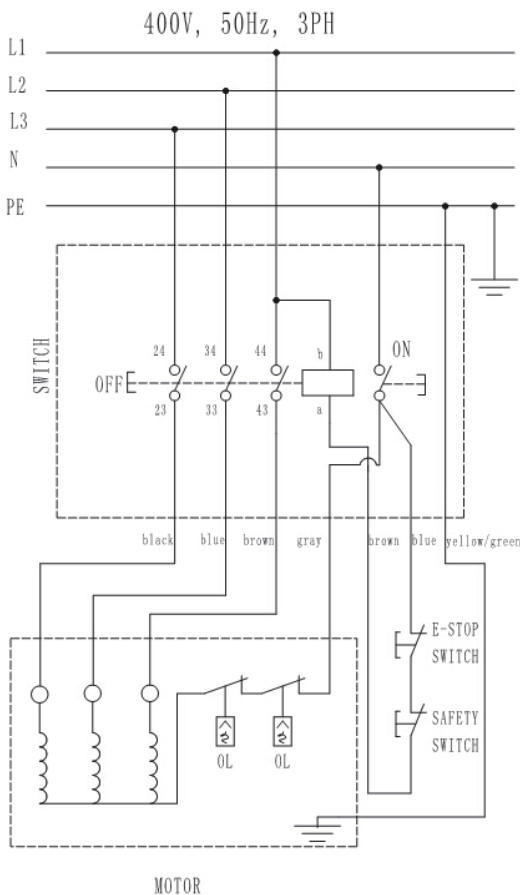 400V, 50Hz, 3PH
L1
L2
L3
N
PE
SWITCH
24 34 44 b ON
OFF
23 33 43 a
black blue brown gray brown blue yellow/green
E-STOP
SWITCH
SAFETY
SWITCH
OL OL
MOTOR